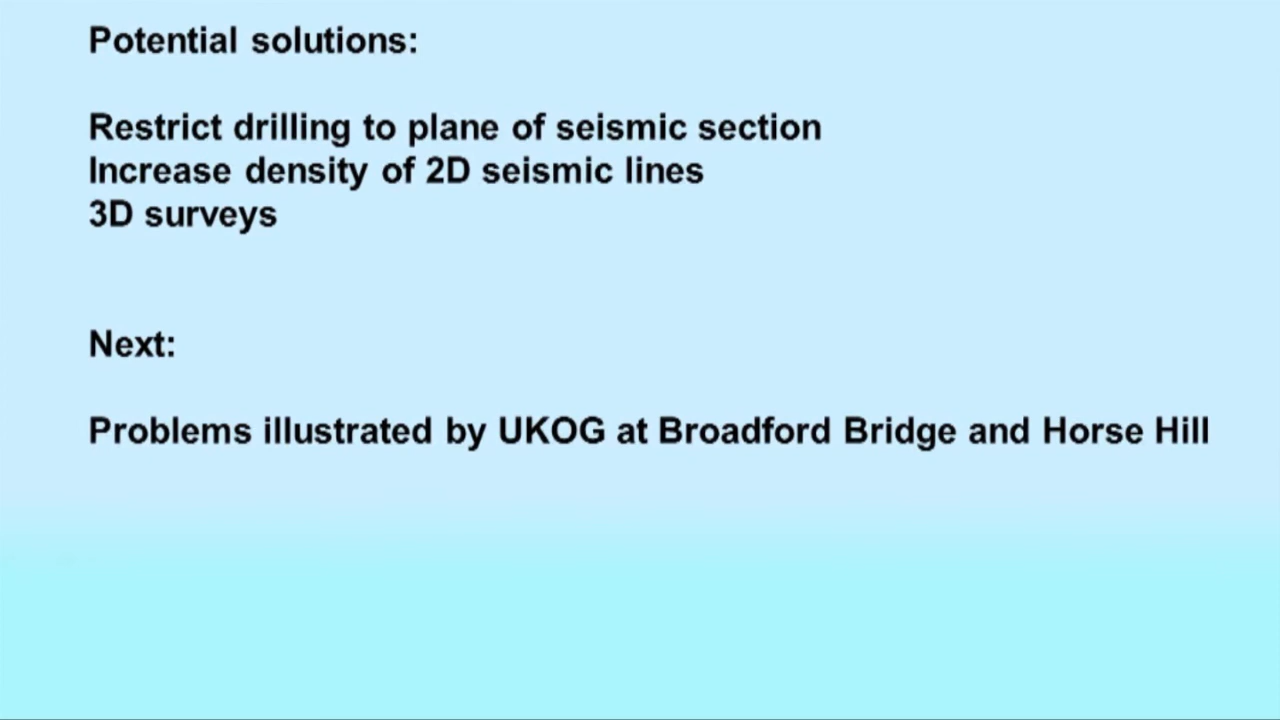 Potential solutions:
Restrict drilling to plane of seismic section
Increase density of 2D seismic lines
3D surveys
Next:
Problems illustrated by UKOG at Broadford Bridge and Horse Hill